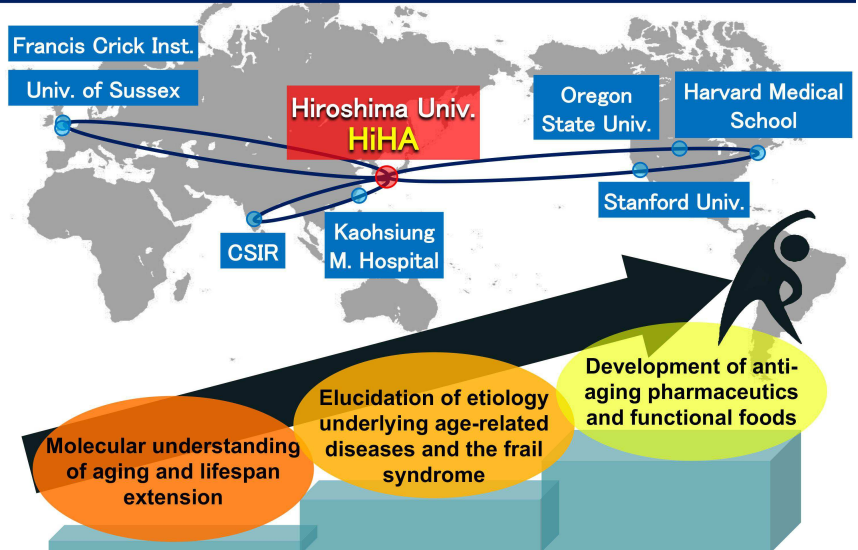 Francis Crick Inst.
Univ. of Sussex
Hiroshima Univ.
HiHA
Oregon
State Univ.
Harvard Medical
School
Stanford Univ.
CSIR
Kaohsiung
M. Hospital
Molecular understanding
of aging and lifespan
extension
Elucidation of etiology
underlying age-related
diseases and the frail
syndrome
Development of anti-
aging pharmaceutics
and functional foods